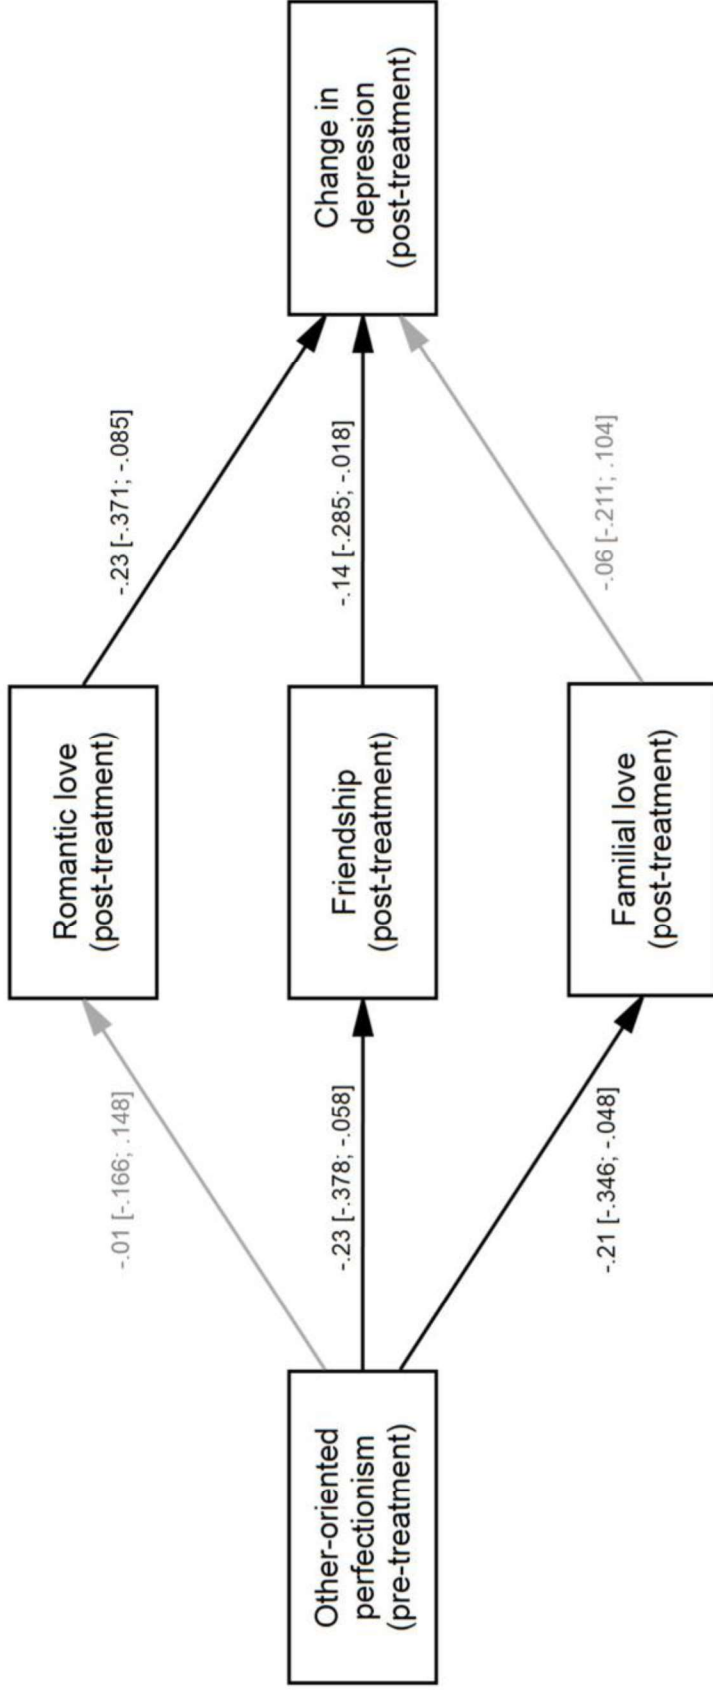 Other-oriented
perfectionism
(pre-treatment)
-.01 [-.166; .148]
-.23 [-.378; -.058]
-.21 [-.346; -.048]
Romantic love
(post-treatment)
Friendship
(post-treatment)
Familial love
(post-treatment)
-.23 [-.371; -.085]
-.14 [-.285; -.018]
-.06 [-.211; .104]
Change in
depression
(post-treatment)